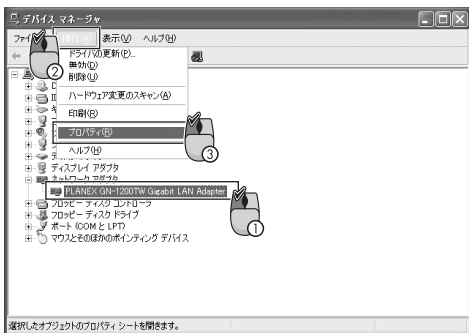 デバイス マネージャ
操作(A) 表示(V) ヘルプ(H)
②
ドライバの更新(P)...
無効(D)
削除(U)
ハードウェア変更のスキャン(A)
印刷(R)
プロパティ(R)
ヘルプ(H)
③
ディスプレイ アダプタ
ネットワーク アダプタ
PLANEX GN-1200TW Gigabit LAN Adapter
①
フロッピー ディスク コントローラ
フロッピー ディスク ドライブ
ポート (COM と LPT)
マウスとそのほかのポインティング デバイス
選択したオブジェクトのプロパティ シートを開きます。